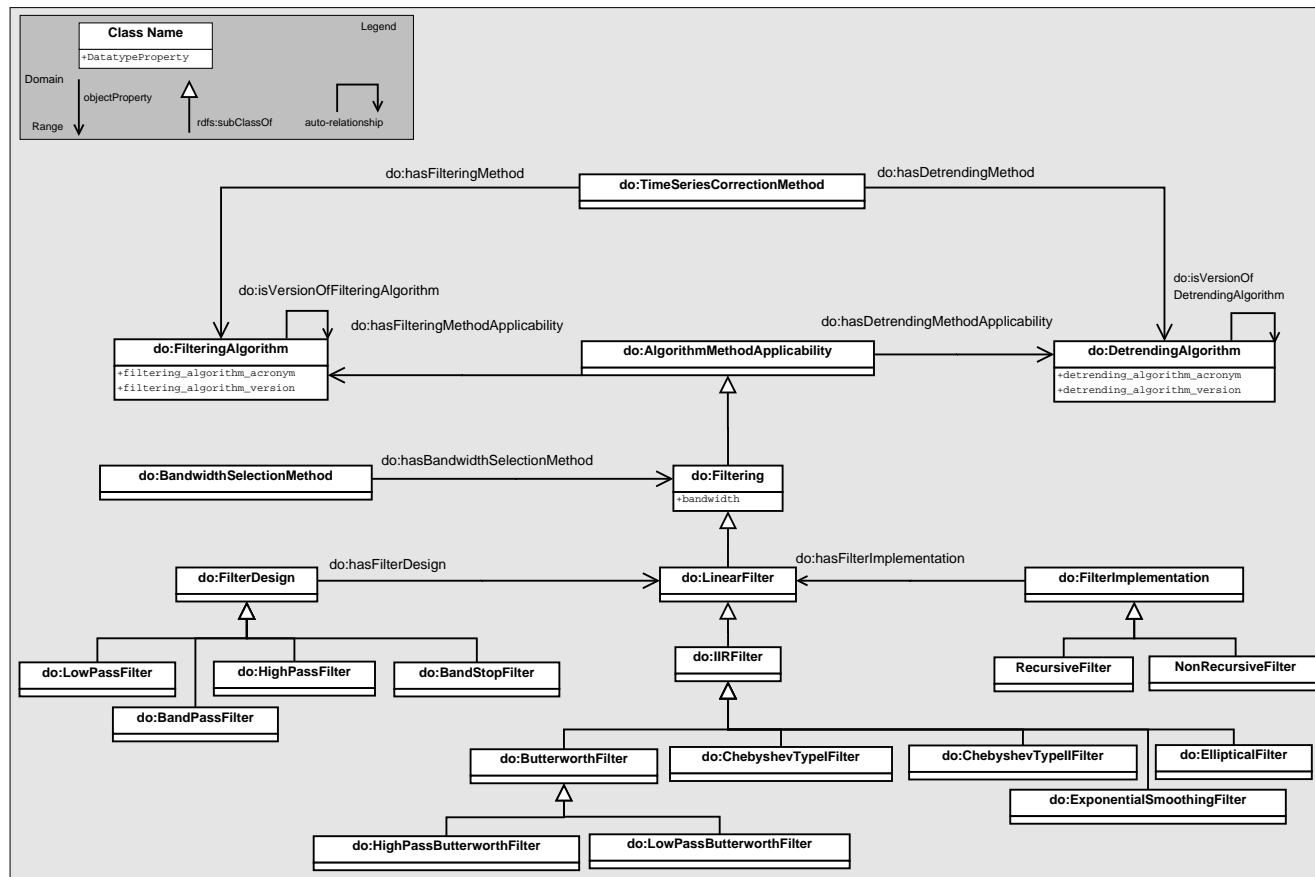 Class Name
Legend
+DatatypeProperty
Domain
objectProperty
Range
rdfs:subClassOf
auto-relationship
do:hasFilteringMethod
do:TimeSeriesCorrectionMethod
do:hasDetrendingMethod
do:isVersionOfFilteringAlgorithm
do:isVersionOf
DetrendingAlgorithm
do:hasFilteringMethodApplicability
do:hasDetrendingMethodApplicability
do:FilteringAlgorithm
+filtering_algorithm_acronym
+filtering_algorithm_version
do:AlgorithmMethodApplicability
do:DetrendingAlgorithm
+detrending_algorithm_acronym
+detrending_algorithm_version
do:BandwidthSelectionMethod
do:hasBandwidthSelectionMethod
do:Filtering
+bandwidth
do:FilterDesign
do:hasFilterDesign
do:LinearFilter
do:hasFilterImplementation
do:FilterImplementation
do:LowPassFilter
do:HighPassFilter
do:BandStopFilter
do:BandPassFilter
do:IIRFilter
RecursiveFilter
NonRecursiveFilter
do:ButterworthFilter
do:ChebyshevTypeIFilter
do:ChebyshevTypeIIFilter
do:EllipticalFilter
do:ExponentialSmoothingFilter
do:HighPassButterworthFilter
do:LowPassButterworthFilter